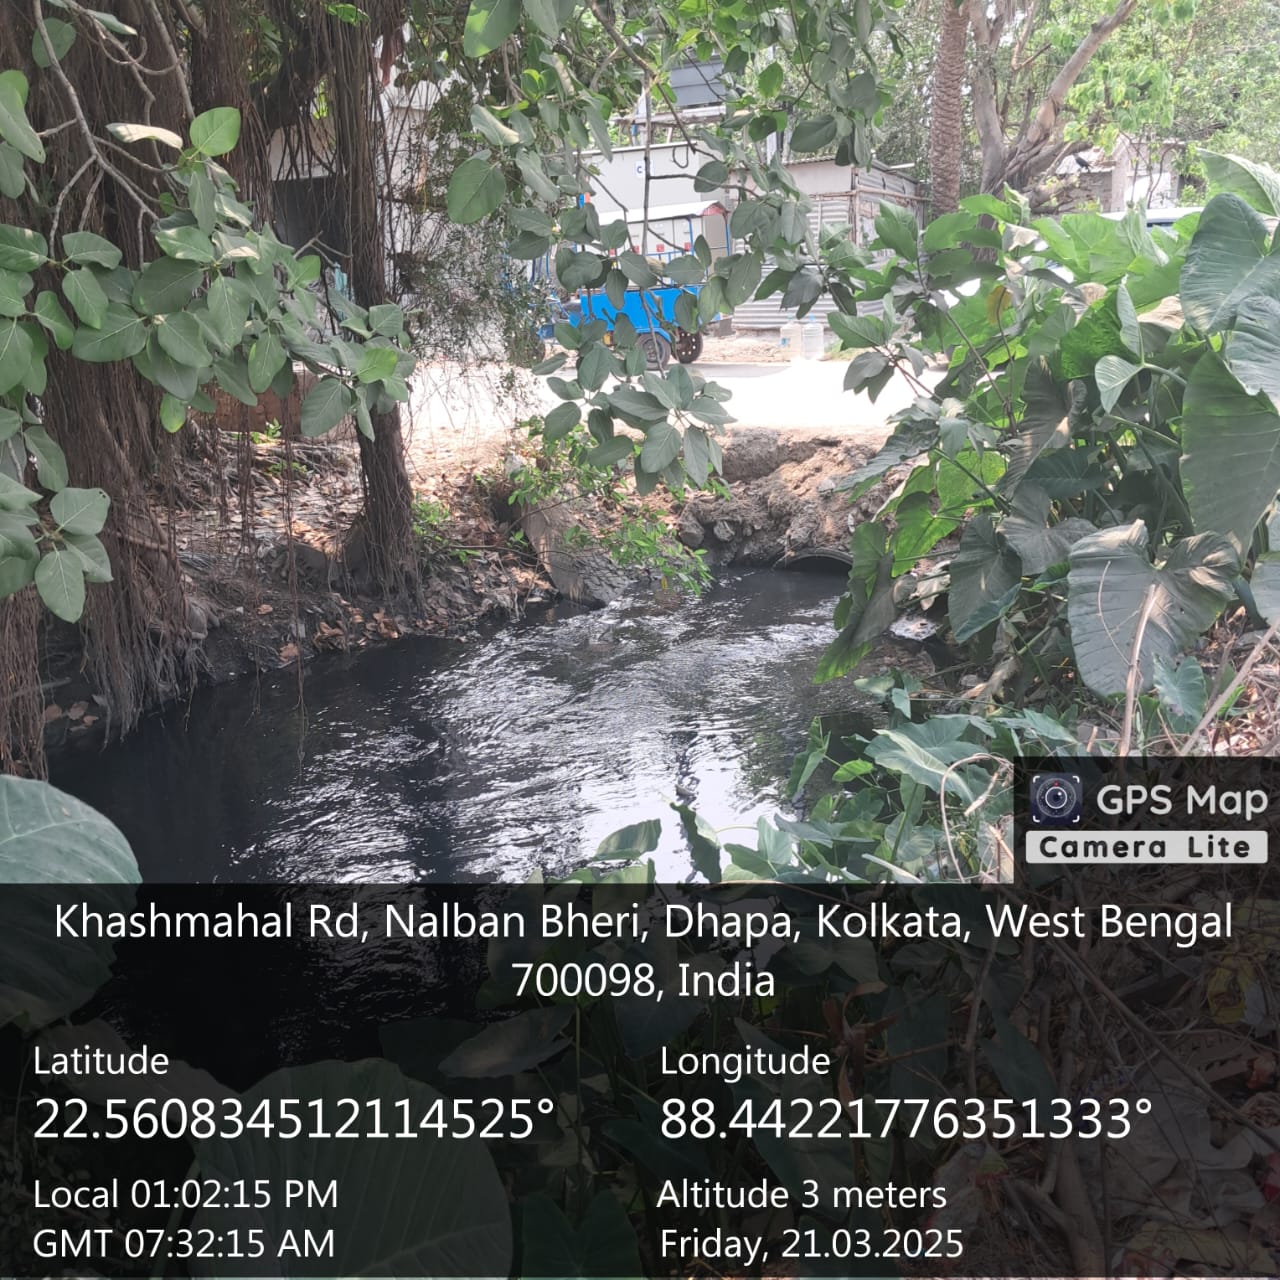 GPS Map
Camera Lite
Khashmahal Rd, Nalban Bheri, Dhapa, Kolkata, West Bengal
700098, India
Latitude
22.560834512114525°
Longitude
88.44221776351333°
Local 01:02:15 PM
GMT 07:32:15 AM
Altitude 3 meters
Friday, 21.03.2025